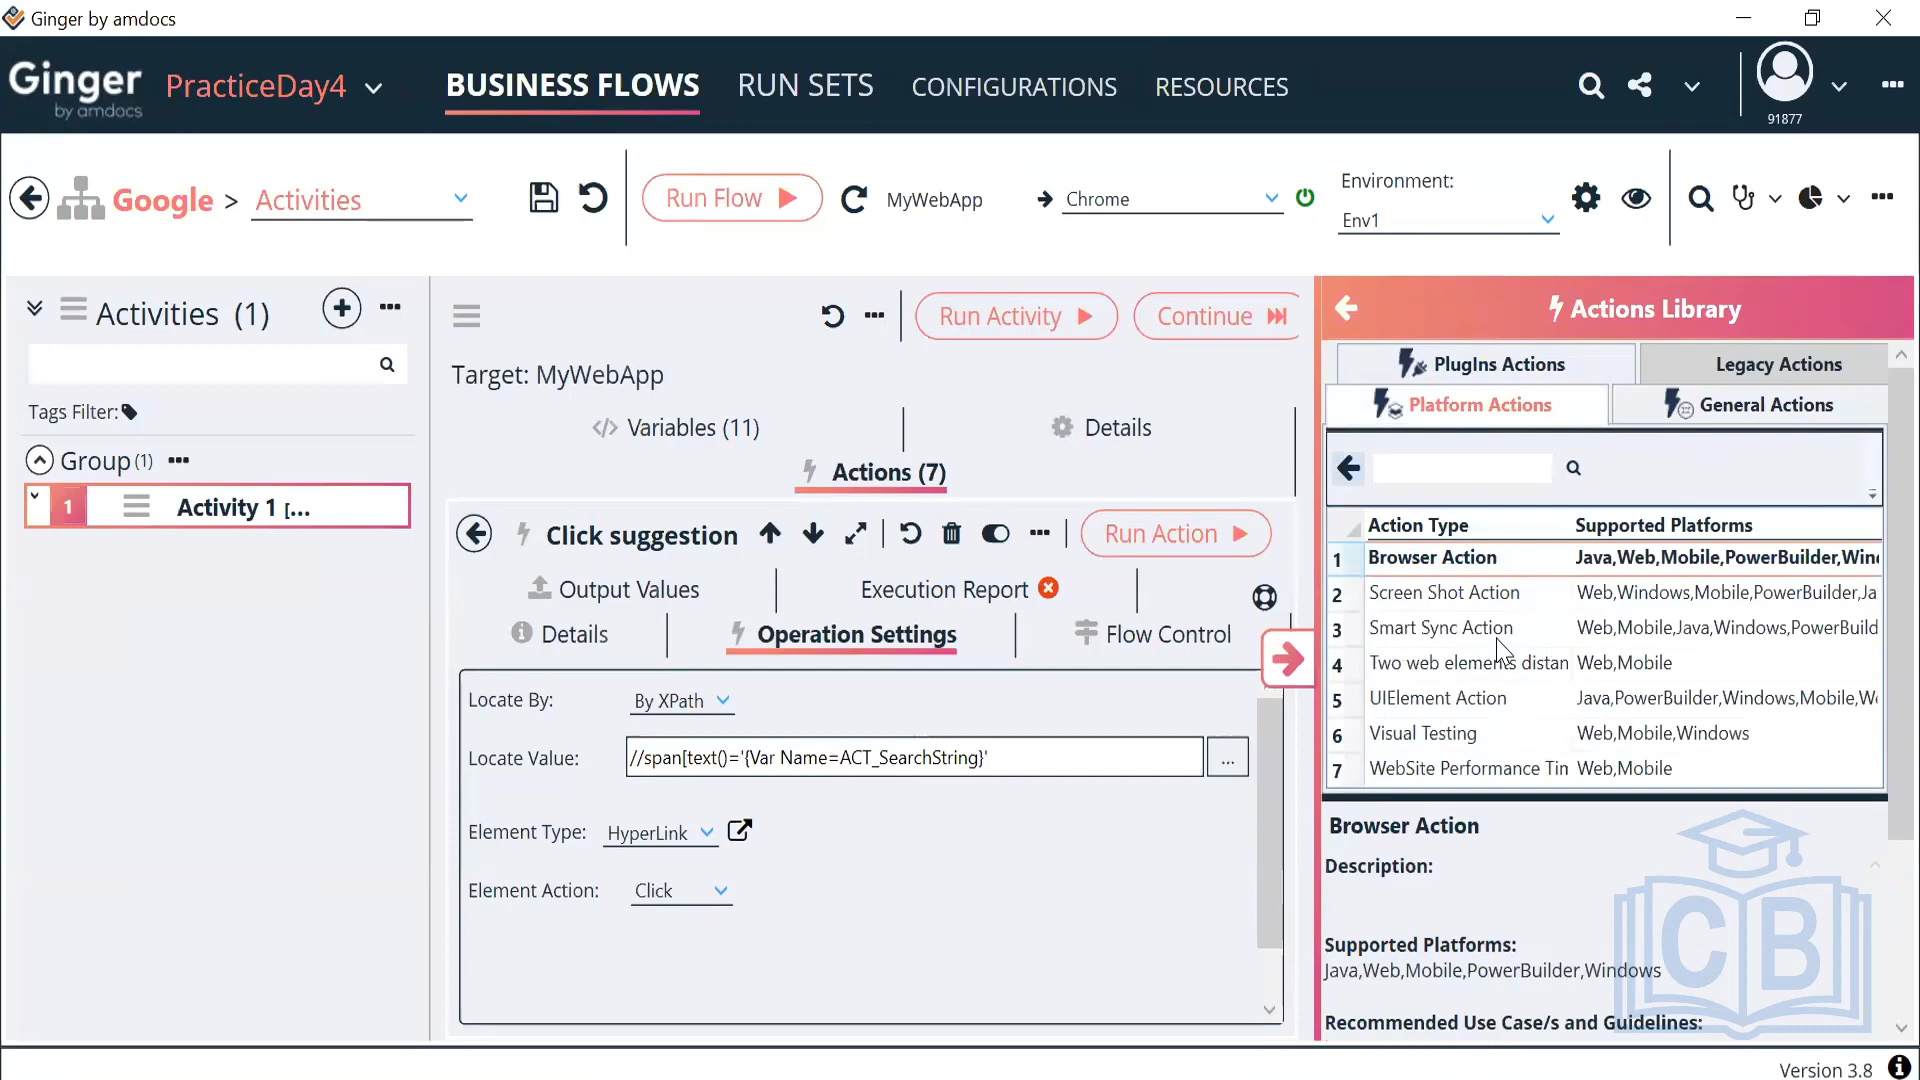 Ginger by amdocs
Ginger by amdocs
PracticeDay4
BUSINESS FLOWS
RUN SETS
CONFIGURATIONS
RESOURCES
91877
Google > Activities
Run Flow
MyWebApp
Chrome
Environment:
Env1
Activities (1)
Tags Filter:
Group (1)
1 Activity 1 [...
Run Activity
Continue
Target: MyWebApp
Variables (11)
Details
Actions (7)
Click suggestion
Run Action
Output Values
Execution Report
Details
Operation Settings
Flow Control
Locate By: By XPath
Locate Value: //span[text()='{Var Name=ACT_SearchString}' ...
Element Type: HyperLink
Element Action: Click
Actions Library
PlugIns Actions
Legacy Actions
Platform Actions
General Actions
Action Type Supported Platforms
1 Browser Action Java,Web,Mobile,PowerBuilder,Win
2 Screen Shot Action Web,Windows,Mobile,PowerBuilder,Ja
3 Smart Sync Action Web,Mobile,Java,Windows,PowerBuild
4 Two web elements distan Web,Mobile
5 UIElement Action Java,PowerBuilder,Windows,Mobile,We
6 Visual Testing Web,Mobile,Windows
7 WebSite Performance Tin Web,Mobile
Browser Action
Description:
Supported Platforms:
Java,Web,Mobile,PowerBuilder,Windows
Recommended Use Case/s and Guidelines:
CB
Version 3.8